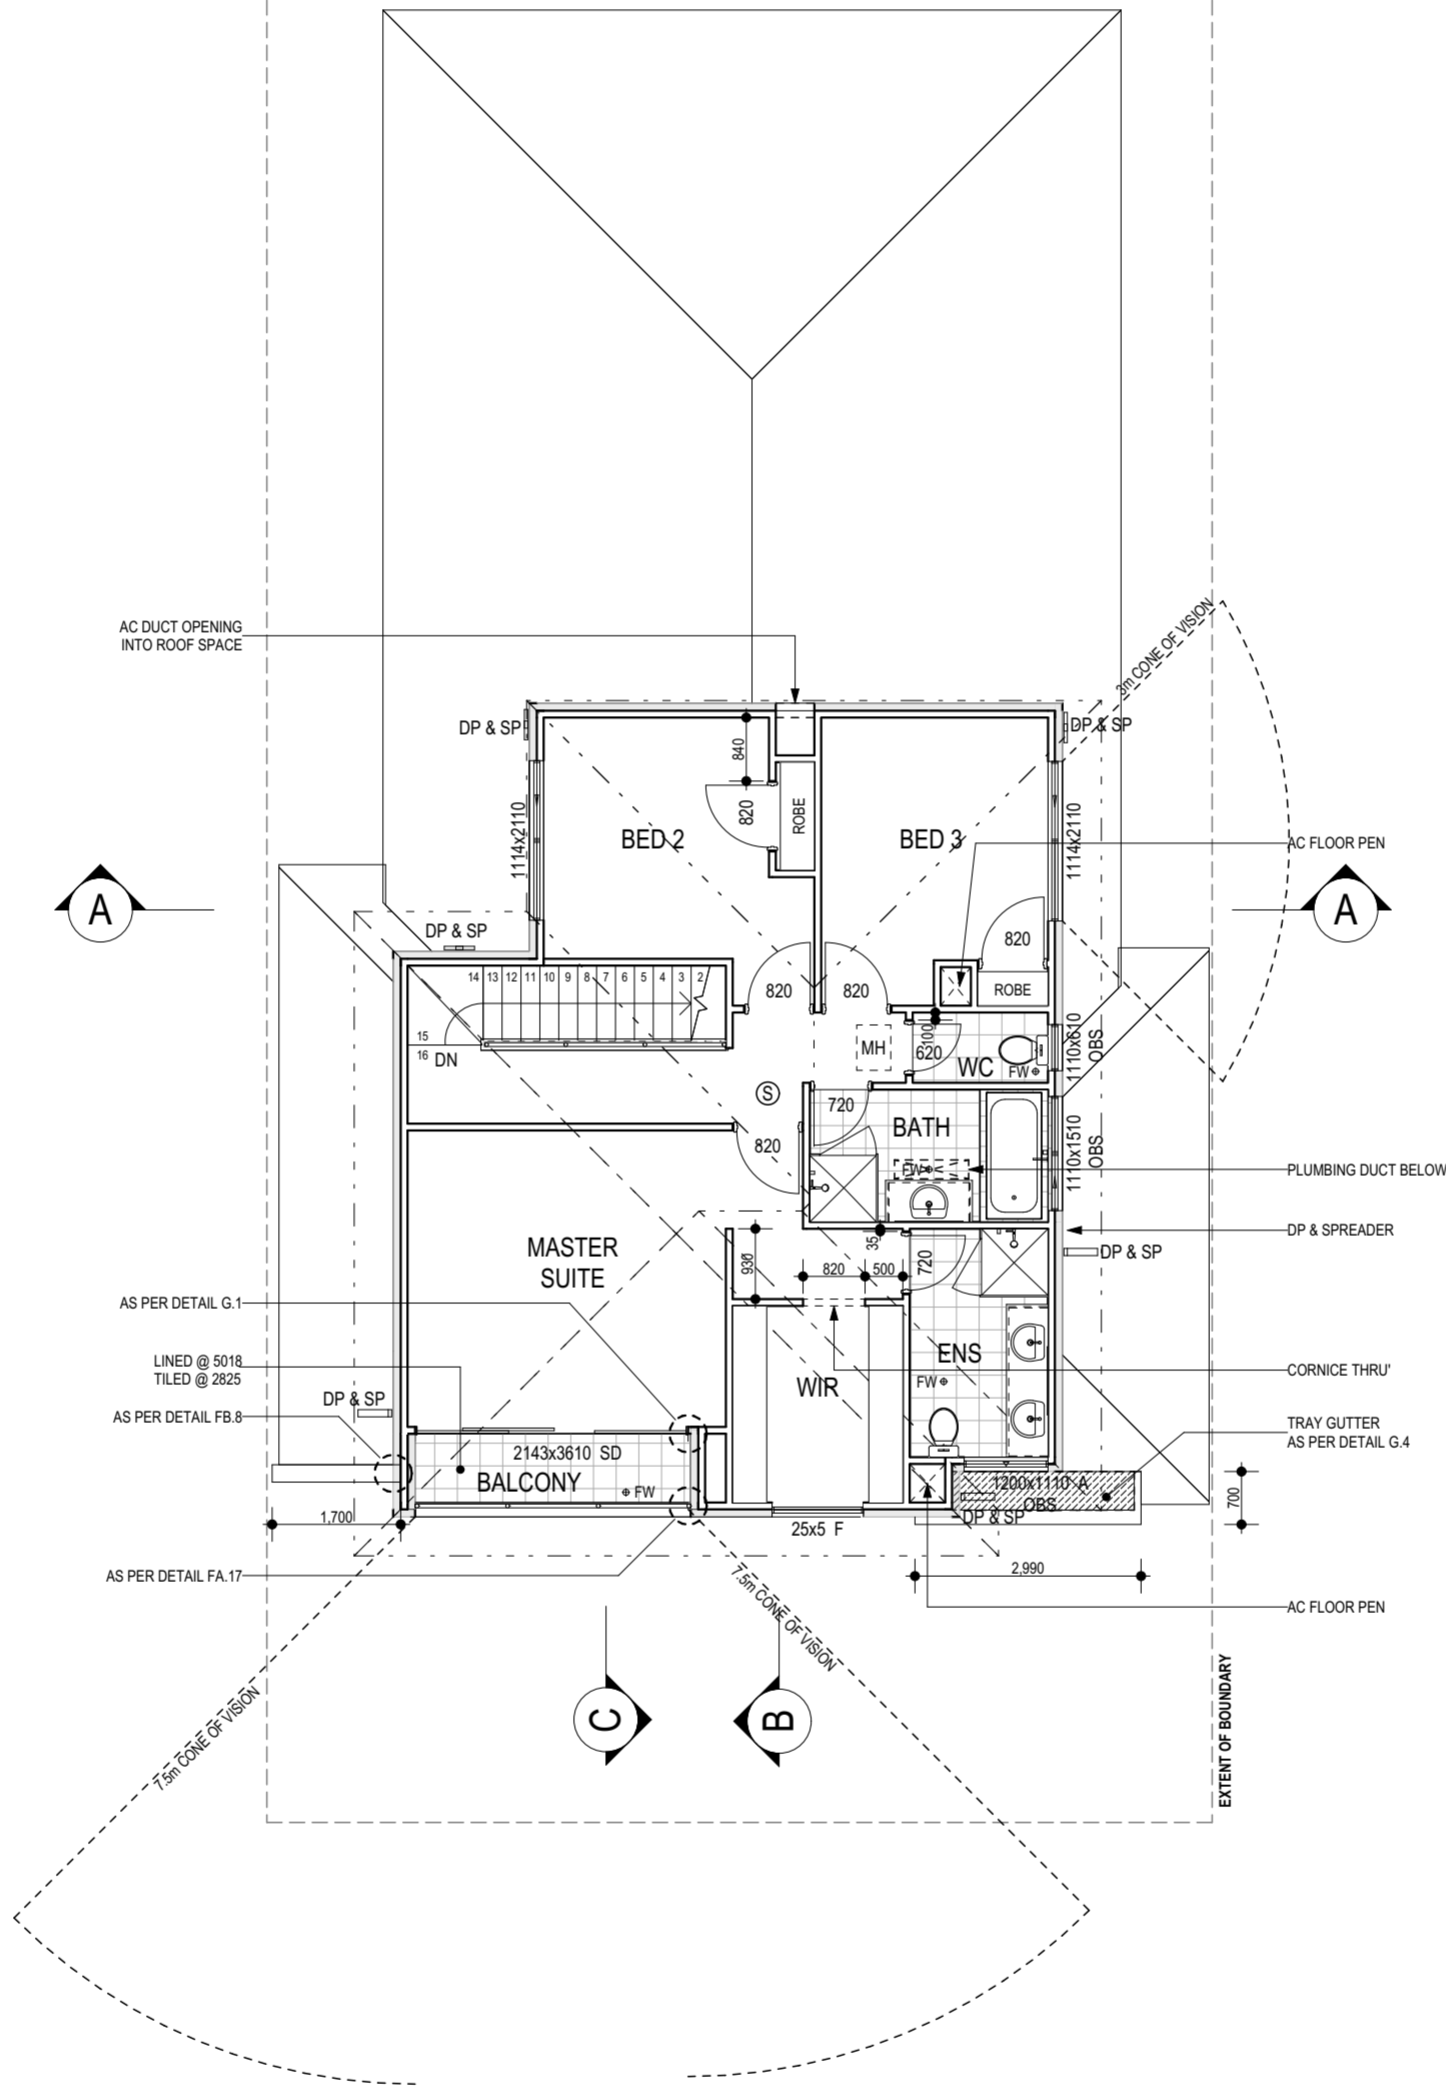 3m CONE OF VISION
AC DUCT OPENING
INTO ROOF SPACE
DP & SP
DP & SP
840
820
ROBE
BED 2
BED 3
1114x2110
1114x2110
AC FLOOR PEN
A
A
DP & SP
820
ROBE
14 13 12 11 10 9 8 7 6 5 4 3 2
820
820
15
16 DN
MH
100
620
WC
FW
1110x610
OBS
S
720
BATH
820
FW
1110x1510
OBS
PLUMBING DUCT BELOW
DP & SPREADER
DP & SP
MASTER
SUITE
930
35
820
500
720
AS PER DETAIL G.1
LINED @ 5018
TILED @ 2825
ENS
FW
WIR
CORNICE THRU'
DP & SP
AS PER DETAIL FB.8
TRAY GUTTER
AS PER DETAIL G.4
2143x3610 SD
BALCONY
FW
1200x1110 A
OBS
DP & SP
700
1,700
25x5 F
2,990
AS PER DETAIL FA.17
7.5m CONE OF VISION
AC FLOOR PEN
C
B
7.5m CONE OF VISION
EXTENT OF BOUNDARY